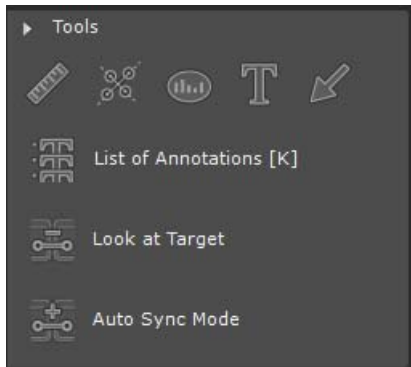 Tools
T
List of Annotations [K]
Look at Target
Auto Sync Mode